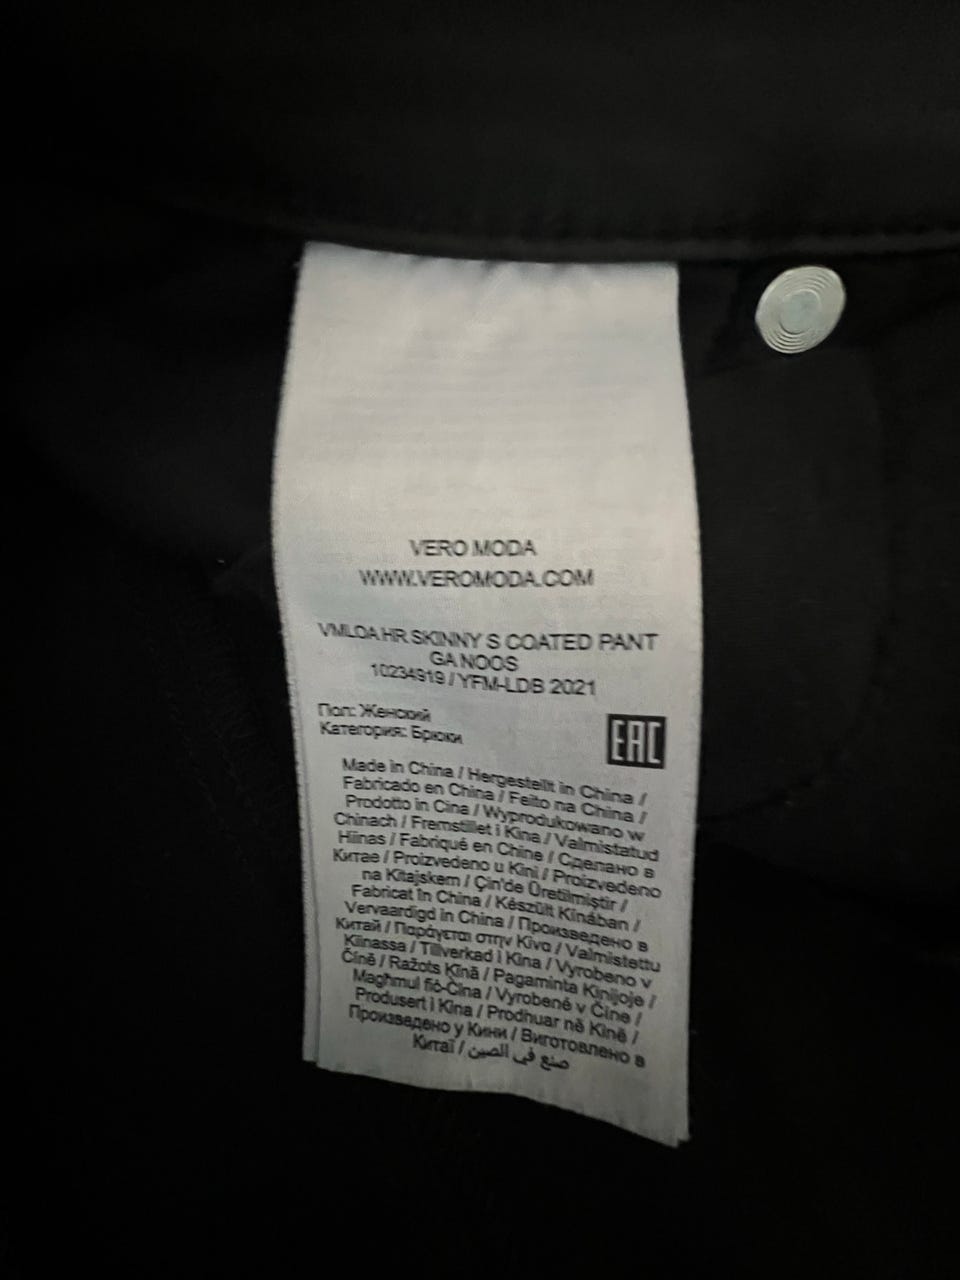 VERO MODA
WWW.VEROMODA.COM
VMLOA HR SKINNY S COATED PANT
GA NOOS
10234919 / YFM-LDB 2021
Пол: Женский
Категория: Брюки
EAC
Made in China / Hergestellt in China /
Fabricado en China / Feito na China /
Prodotto in Cina / Wyprodukowano w
Chinach / Fremstillet i Kina / Valmistatud
Hiinas / Fabriqué en Chine / Сделано в
Китае / Proizvedeno u Kini / Proizvedeno
na Kitajskem / Çin'de Üretilmiştir /
Fabricat în China / Készült Kínában /
Vervaardigd in China / Произведено в
Китай / Παράγεται στην Κίνα / Valmistettu
Kiinassa / Tillverkad i Kina / Vyrobeno v
Číně / Ražots Ķīnā / Pagaminta Kinijoje /
Magħmul fiċ-Ċina / Vyrobené v Číne /
Produsert i Kina / Prodhuar në Kinë /
Произведено у Кини / Виготовлено в
Китаї / صنع في الصين